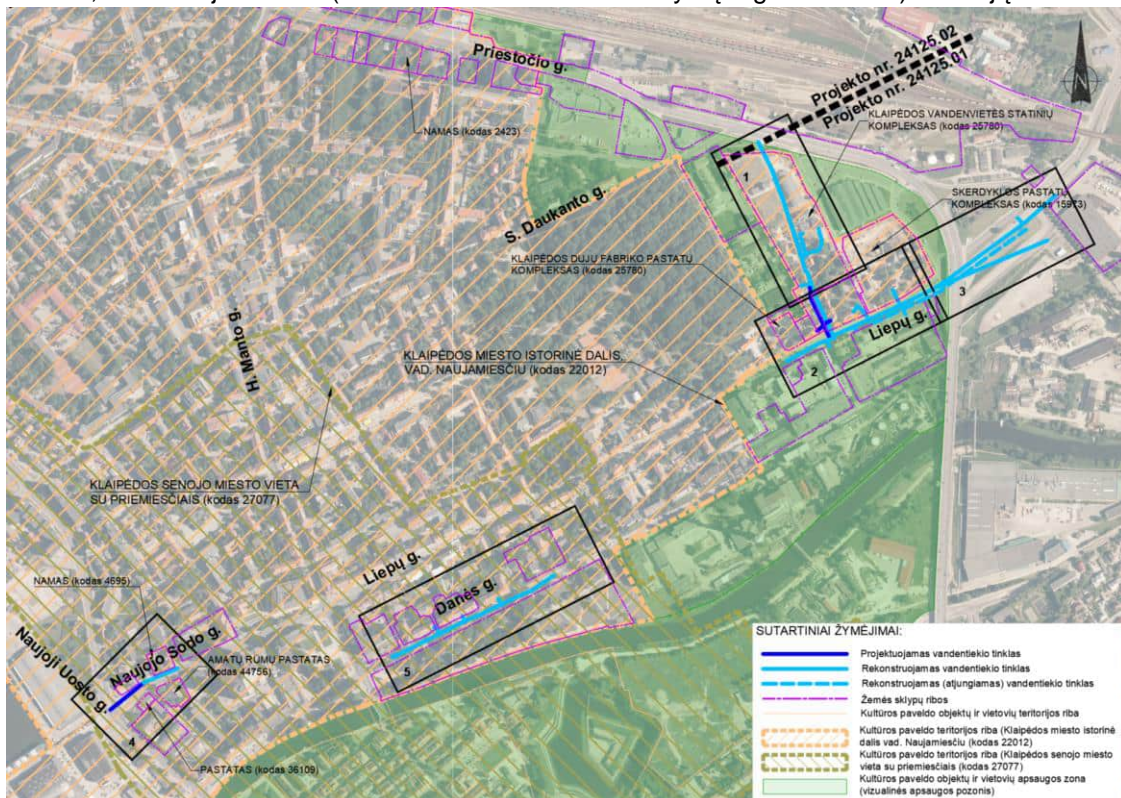 Priestočio g.
Projekto nr. 24125.02
Projekto nr. 24125.01
N
KLAIPĖDOS VANDENVIETĖS STATINIŲ
KOMPLEKSAS (kodas 25780)
NAMAS (kodas 2423)
1
SKERDYKLOS PASTATŲ
KOMPLEKSAS (kodas 15973)
S. Daukanto g.
KLAIPĖDOS DUJŲ FABRIKO PASTATŲ
KOMPLEKSAS (kodas 25760)
3
Liepų g.
H. Manto g.
KLAIPĖDOS MIESTO ISTORINĖ DALIS,
VAD. NAUJAMIESČIU (kodas 22012)
2
KLAIPĖDOS SENOJO MIESTO VIETA
SU PRIEMIESČIAIS (kodas 27077)
Liepų g.
Danės g.
5
NAMAS (kodas 4695)
Naujoji Uosto g.
Naujojo Sodo g.
AMATŲ RŪMŲ PASTATAS
(kodas 44756)
4
PASTATAS (kodas 36109)
SUTARTINIAI ŽYMĖJIMAI:
Projektuojamas vandentiekio tinklas
Rekonstruojamas vandentiekio tinklas
Rekonstruojamas (atjungiamas) vandentiekio tinklas
Žemės sklypų ribos
Kultūros paveldo objektų ir vietovių teritorijos riba
Kultūros paveldo teritorijos riba (Klaipėdos miesto istorinė
dalis vad. Naujamiesčiu (kodas 22012)
Kultūros paveldo teritorijos riba (Klaipėdos senojo miesto
vieta su priemiesčiais (kodas 27077)
Kultūros paveldo objektų ir vietovių apsaugos zona
(vizualinės apsaugos pozonis)